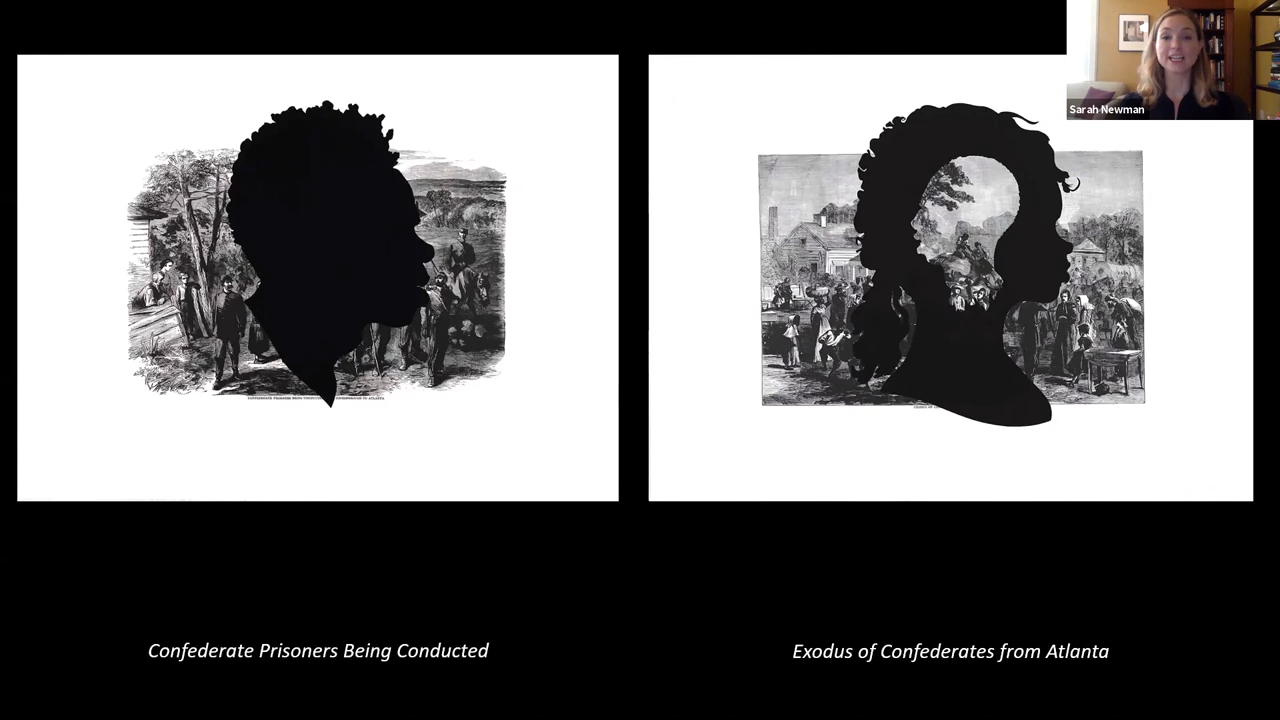 Sarah Newman
Confederate Prisoners Being Conducted
Exodus of Confederates from Atlanta